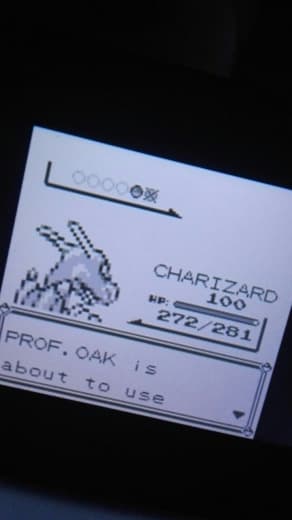 CHARIZARD
100
HP:
272/281
PROF.OAK is
about to use